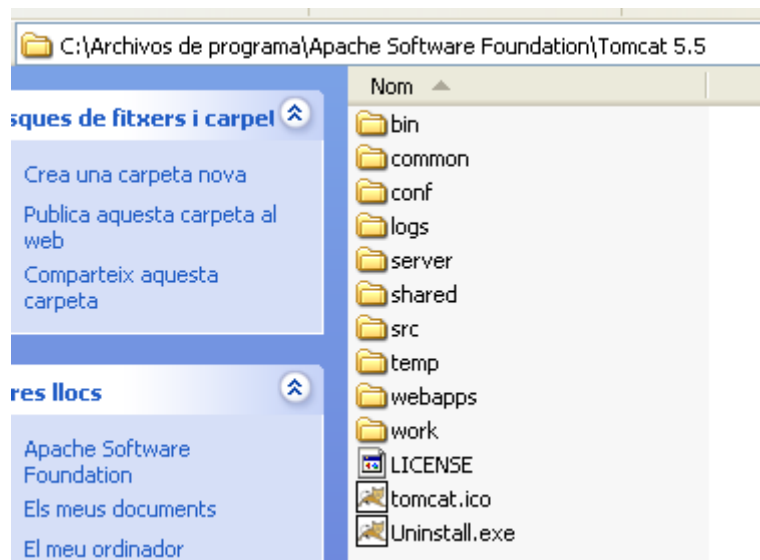 C:\Archivos de programa\Apache Software Foundation\Tomcat 5.5
Nom
sques de fitxers i carpet
Crea una carpeta nova
Publica aquesta carpeta al
web
Comparteix aquesta
carpeta
res llocs
Apache Software
Foundation
Els meus documents
El meu ordinador
bin
common
conf
logs
server
shared
src
temp
webapps
work
LICENSE
tomcat.ico
Uninstall.exe